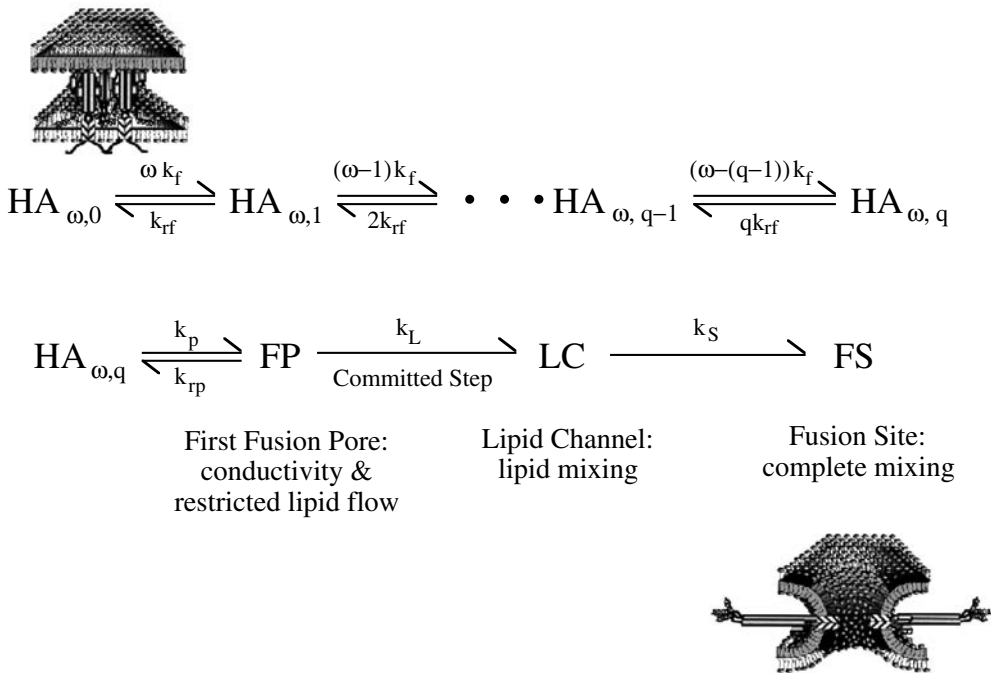 ω k_f (ω−1) k_f (ω−(q−1)) k_f
HA_ω,0 HA_ω,1 • • • HA_ω, q−1 HA_ω, q
k_rf 2k_rf qk_rf
k_p k_L k_S
HA_ω,q FP LC FS
k_rp Committed Step
First Fusion Pore:
conductivity &
restricted lipid flow
Lipid Channel:
lipid mixing
Fusion Site:
complete mixing